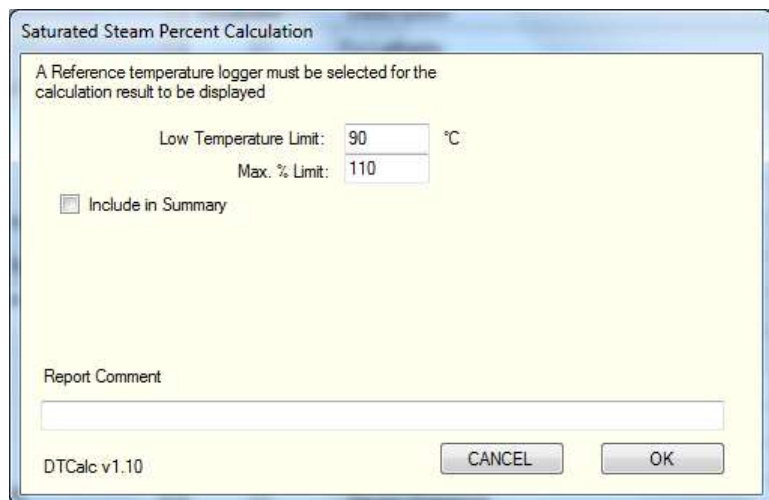 Saturated Steam Percent Calculation
A Reference temperature logger must be selected for the
calculation result to be displayed
Low Temperature Limit: 90 °C
Max. % Limit: 110
Include in Summary
Report Comment
DTCalc v1.10 CANCEL OK